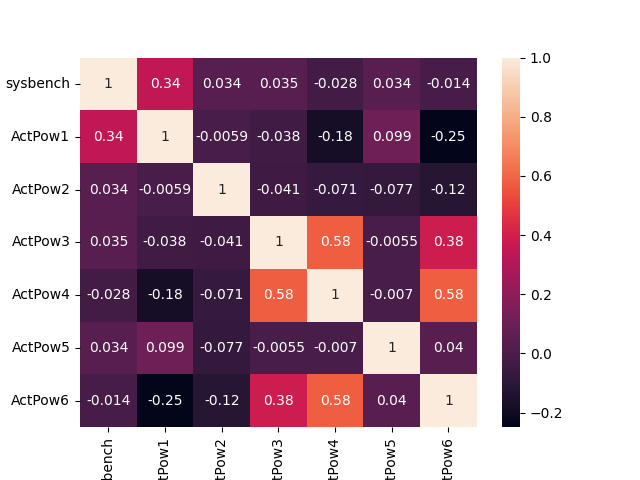 sysbench 1 0.34 0.034 0.035 -0.028 0.034 -0.014
ActPow1 0.34 1 -0.0059 -0.038 -0.18 0.099 -0.25
ActPow2 0.034 -0.0059 1 -0.041 -0.071 -0.077 -0.12
ActPow3 0.035 -0.038 -0.041 1 0.58 -0.0055 0.38
ActPow4 -0.028 -0.18 -0.071 0.58 1 -0.007 0.58
ActPow5 0.034 0.099 -0.077 -0.0055 -0.007 1 0.04
ActPow6 -0.014 -0.25 -0.12 0.38 0.58 0.04 1
bench
tPow1
tPow2
tPow3
tPow4
tPow5
tPow6
1.0
0.8
0.6
0.4
0.2
0.0
−0.2